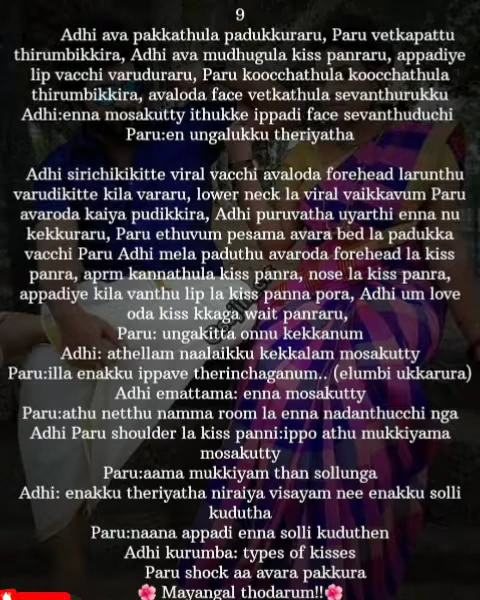 9
Adhi ava pakkathula padukkuraru, Paru vetkapattu
thirumbikkira, Adhi ava mudhugula kiss panraru, appadiye
lip vacchi varuduraru, Paru koocchathula koocchathula
thirumbikkira, avaloda face vetkathula sevanthurukku
Adhi:enna mosakutty ithukke ippadi face sevanthuduchi
Paru:en ungalukku theriyatha
Adhi sirichikikitte viral vacchi avaloda forehead larunthu
varudikitte kila vararu, lower neck la viral vaikkavum Paru
avaroda kaiya pudikkira, Adhi puruvatha uyarthi enna nu
kekkuraru, Paru ethuvum pesama avara bed la padukka
vacchi Paru Adhi mela paduthu avaroda forehead la kiss
panra, aprm kannathula kiss panra, nose la kiss panra,
appadiye kila vanthu lip la kiss panna pora, Adhi um love
oda kiss kkaga wait panraru,
Paru: ungakitta onnu kekkanum
Adhi: athellam naalaikku kekkalam mosakutty
Paru:illa enakku ippave therinchaganum.. (elumbi ukkarura)
Adhi emattama: enna mosakutty
Paru:athu netthu namma room la enna nadanthucchi nga
Adhi Paru shoulder la kiss panni:ippo athu mukkiyama
mosakutty
Paru:aama mukkiyam than sollunga
Adhi: enakku theriyatha niraiya visayam nee enakku solli
kudutha
Paru:naana appadi enna solli kuduthen
Adhi kurumba: types of kisses
Paru shock aa avara pakkura
🌸 Mayangal thodarum!!🌸